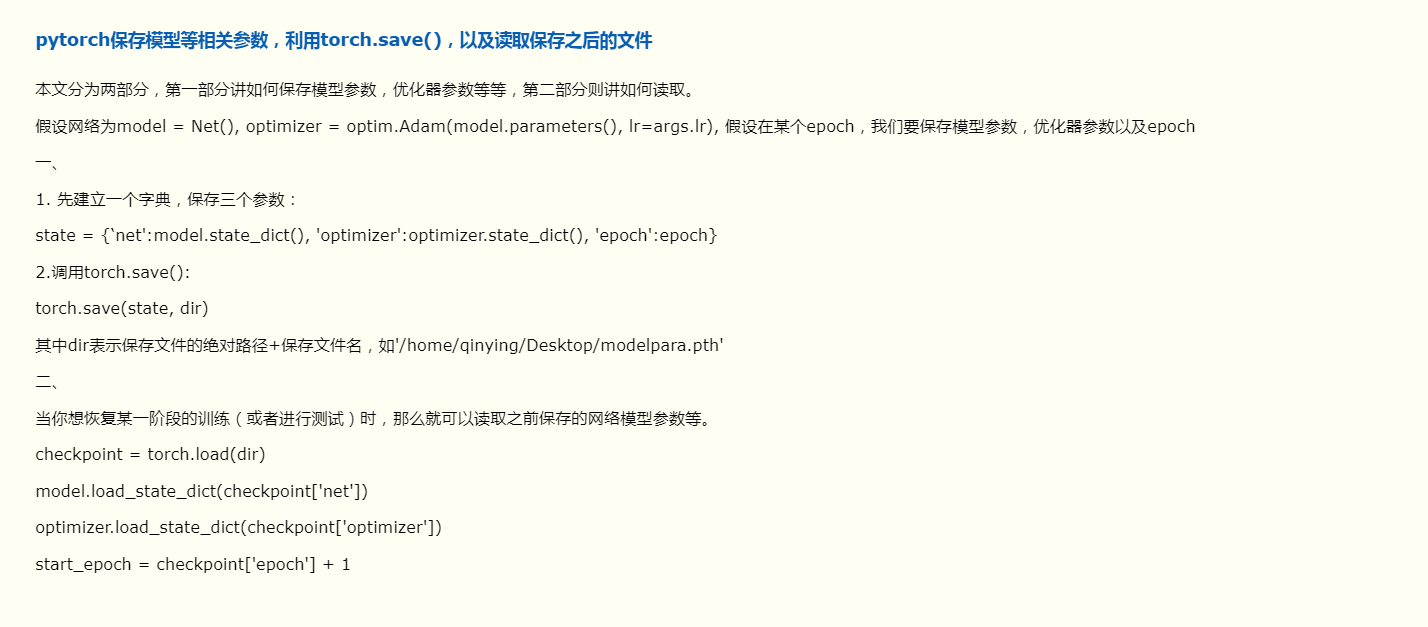 pytorch保存模型等相关参数，利用torch.save()，以及读取保存之后的文件
本文分为两部分，第一部分讲如何保存模型参数，优化器参数等等，第二部分则讲如何读取。
假设网络为model = Net(), optimizer = optim.Adam(model.parameters(), lr=args.lr), 假设在某个epoch，我们要保存模型参数，优化器参数以及epoch
一、
1. 先建立一个字典，保存三个参数：
state = {‘net':model.state_dict(), 'optimizer':optimizer.state_dict(), 'epoch':epoch}
2.调用torch.save():
torch.save(state, dir)
其中dir表示保存文件的绝对路径+保存文件名，如'/home/qinying/Desktop/modelpara.pth'
二、
当你想恢复某一阶段的训练（或者进行测试）时，那么就可以读取之前保存的网络模型参数等。
checkpoint = torch.load(dir)
model.load_state_dict(checkpoint['net'])
optimizer.load_state_dict(checkpoint['optimizer'])
start_epoch = checkpoint['epoch'] + 1